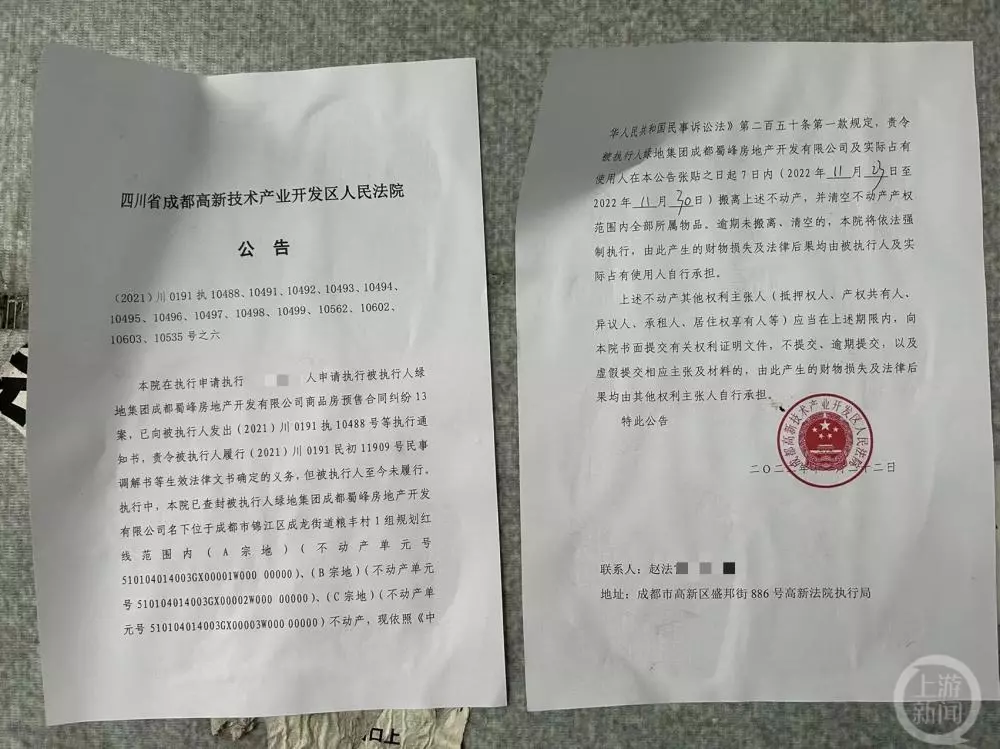 四川省成都高新技术产业开发区人民法院
公 告
（2021）川 0191 执 10488、10491、10492、10493、10494、
10495、10496、10497、10498、10499、10562、10602、
10603、10535 号之六
本院在执行申请执行 人申请执行被执行人绿
地集团成都蜀峰房地产开发有限公司商品房预售合同纠纷 13
案，已向被执行人发出（2021）川 0191 执 10488 号等执行通
知书，责令被执行人履行（2021）川 0191 民初 11909 号民事
调解书等生效法律文书确定的义务，但被执行人至今未履行。
执行中，本院已查封被执行人绿地集团成都蜀峰房地产开发
有限公司名下位于成都市锦江区成龙街道粮丰村 1 组规划红
线范围内（A 宗地）（不动产单元号
510104014003GX00001W000 00000）、（B 宗地）（不动产单元
号 510104014003GX00002W000 00000）、（C 宗地）（不动产单
元号 510104014003GX00003W000 00000）不动产，现依照《中
华人民共和国民事诉讼法》第二百五十条第一款规定，责令
被执行人绿地集团成都蜀峰房地产开发有限公司及实际占有
使用人在本公告张贴之日起 7 日内（2022 年 11 月 23 日至
2022 年 11 月 30 日）搬离上述不动产，并清空不动产产权
范围内全部所属物品。逾期未搬离、清空的，本院将依法强
制执行，由此产生的财物损失及法律后果均由被执行人及实
际占有使用人自行承担。
上述不动产其他权利主张人（抵押权人、产权共有人、
异议人、承租人、居住权享有人等）应当在上述期限内，向
本院书面提交有关权利证明文件，不提交、逾期提交，以及
虚假提交相应主张及材料的，由此产生的财物损失及法律后
果均由其他权利主张人自行承担。
特此公告
成都高新技术产业开发区人民法院
二〇二 月二十二日
联系人：赵法
地址：成都市高新区盛邦街 886 号高新法院执行局
上游新闻